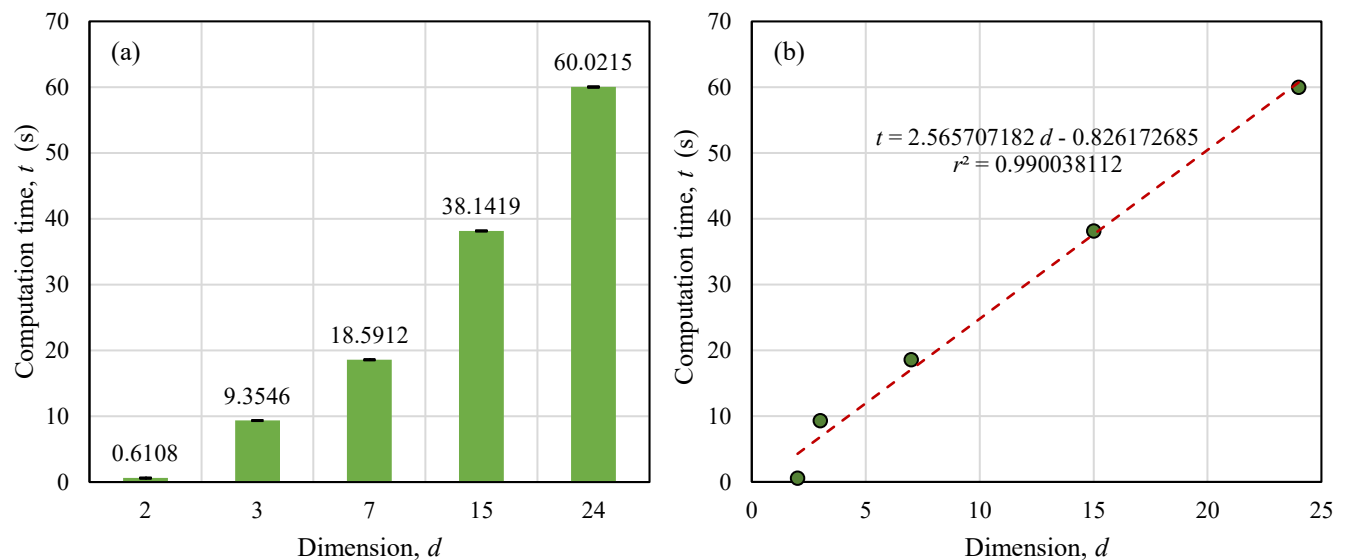 (a)
Computation time, t (s)
70
60
50
40
30
20
10
0
0.6108
9.3546
18.5912
38.1419
60.0215
2 3 7 15 24
Dimension, d
(b)
Computation time, t (s)
70
60
50
40
30
20
10
0
t = 2.565707182 d - 0.826172685
r² = 0.990038112
0 5 10 15 20 25
Dimension, d